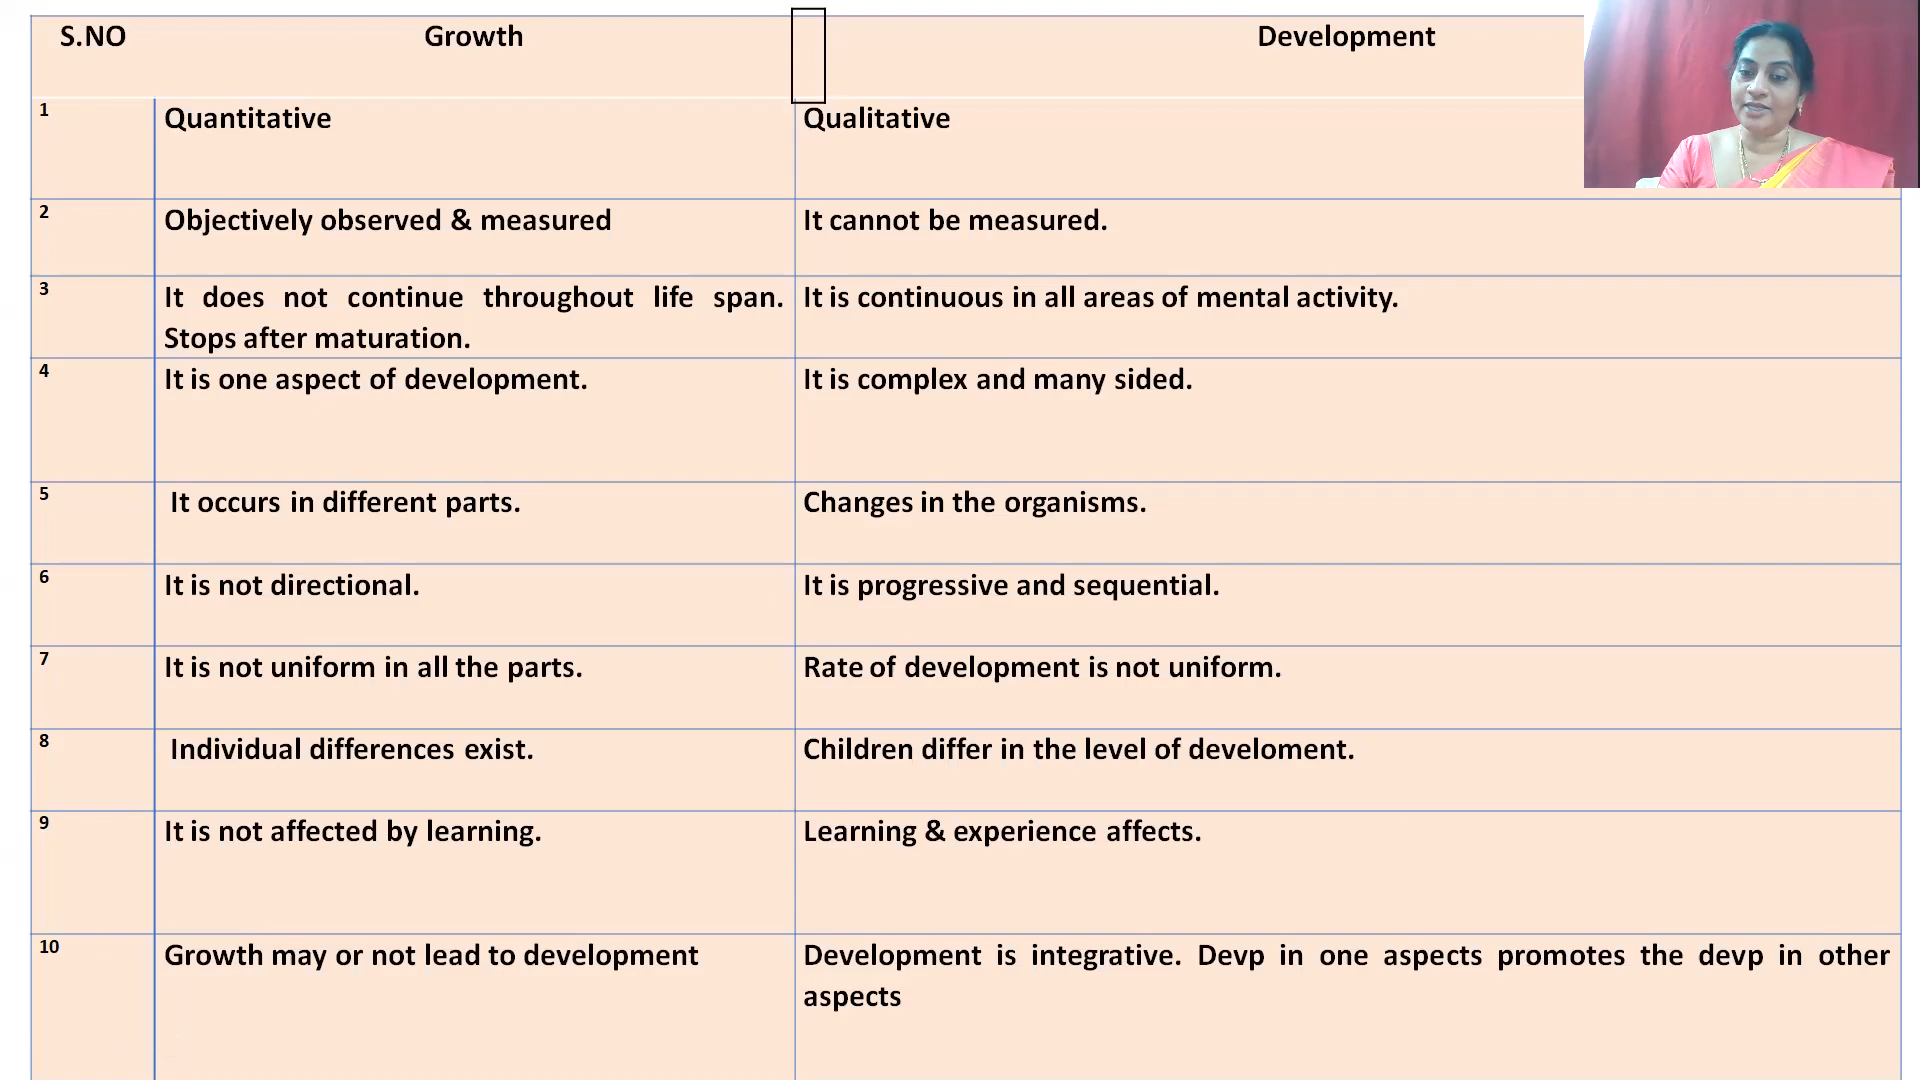 S.NO Growth Development
1 Quantitative Qualitative
2 Objectively observed & measured It cannot be measured.
3 It does not continue throughout life span. It is continuous in all areas of mental activity.
Stops after maturation.
4 It is one aspect of development. It is complex and many sided.
5 It occurs in different parts. Changes in the organisms.
6 It is not directional. It is progressive and sequential.
7 It is not uniform in all the parts. Rate of development is not uniform.
8 Individual differences exist. Children differ in the level of develoment.
9 It is not affected by learning. Learning & experience affects.
10 Growth may or not lead to development Development is integrative. Devp in one aspects promotes the devp in other
aspects